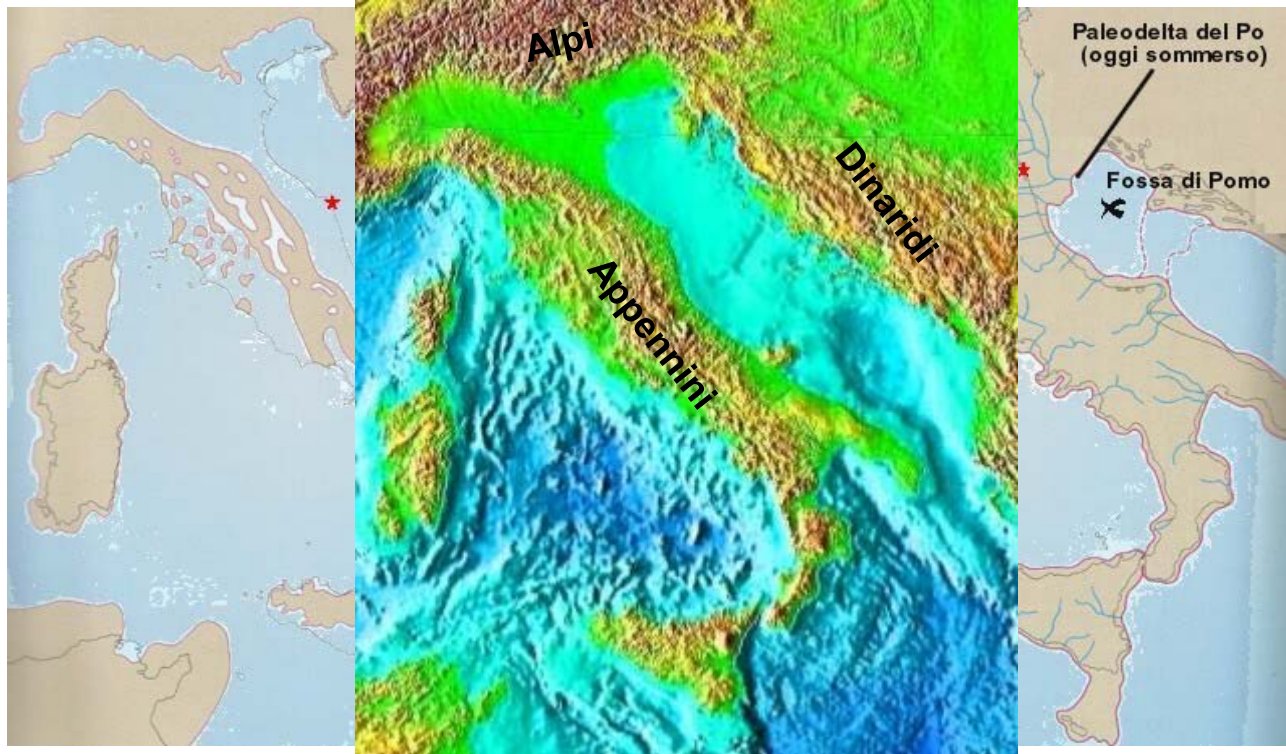 Alpi
Dinaridi
Appennini
Paleodelta del Po
(oggi sommerso)
Fossa di Pomo